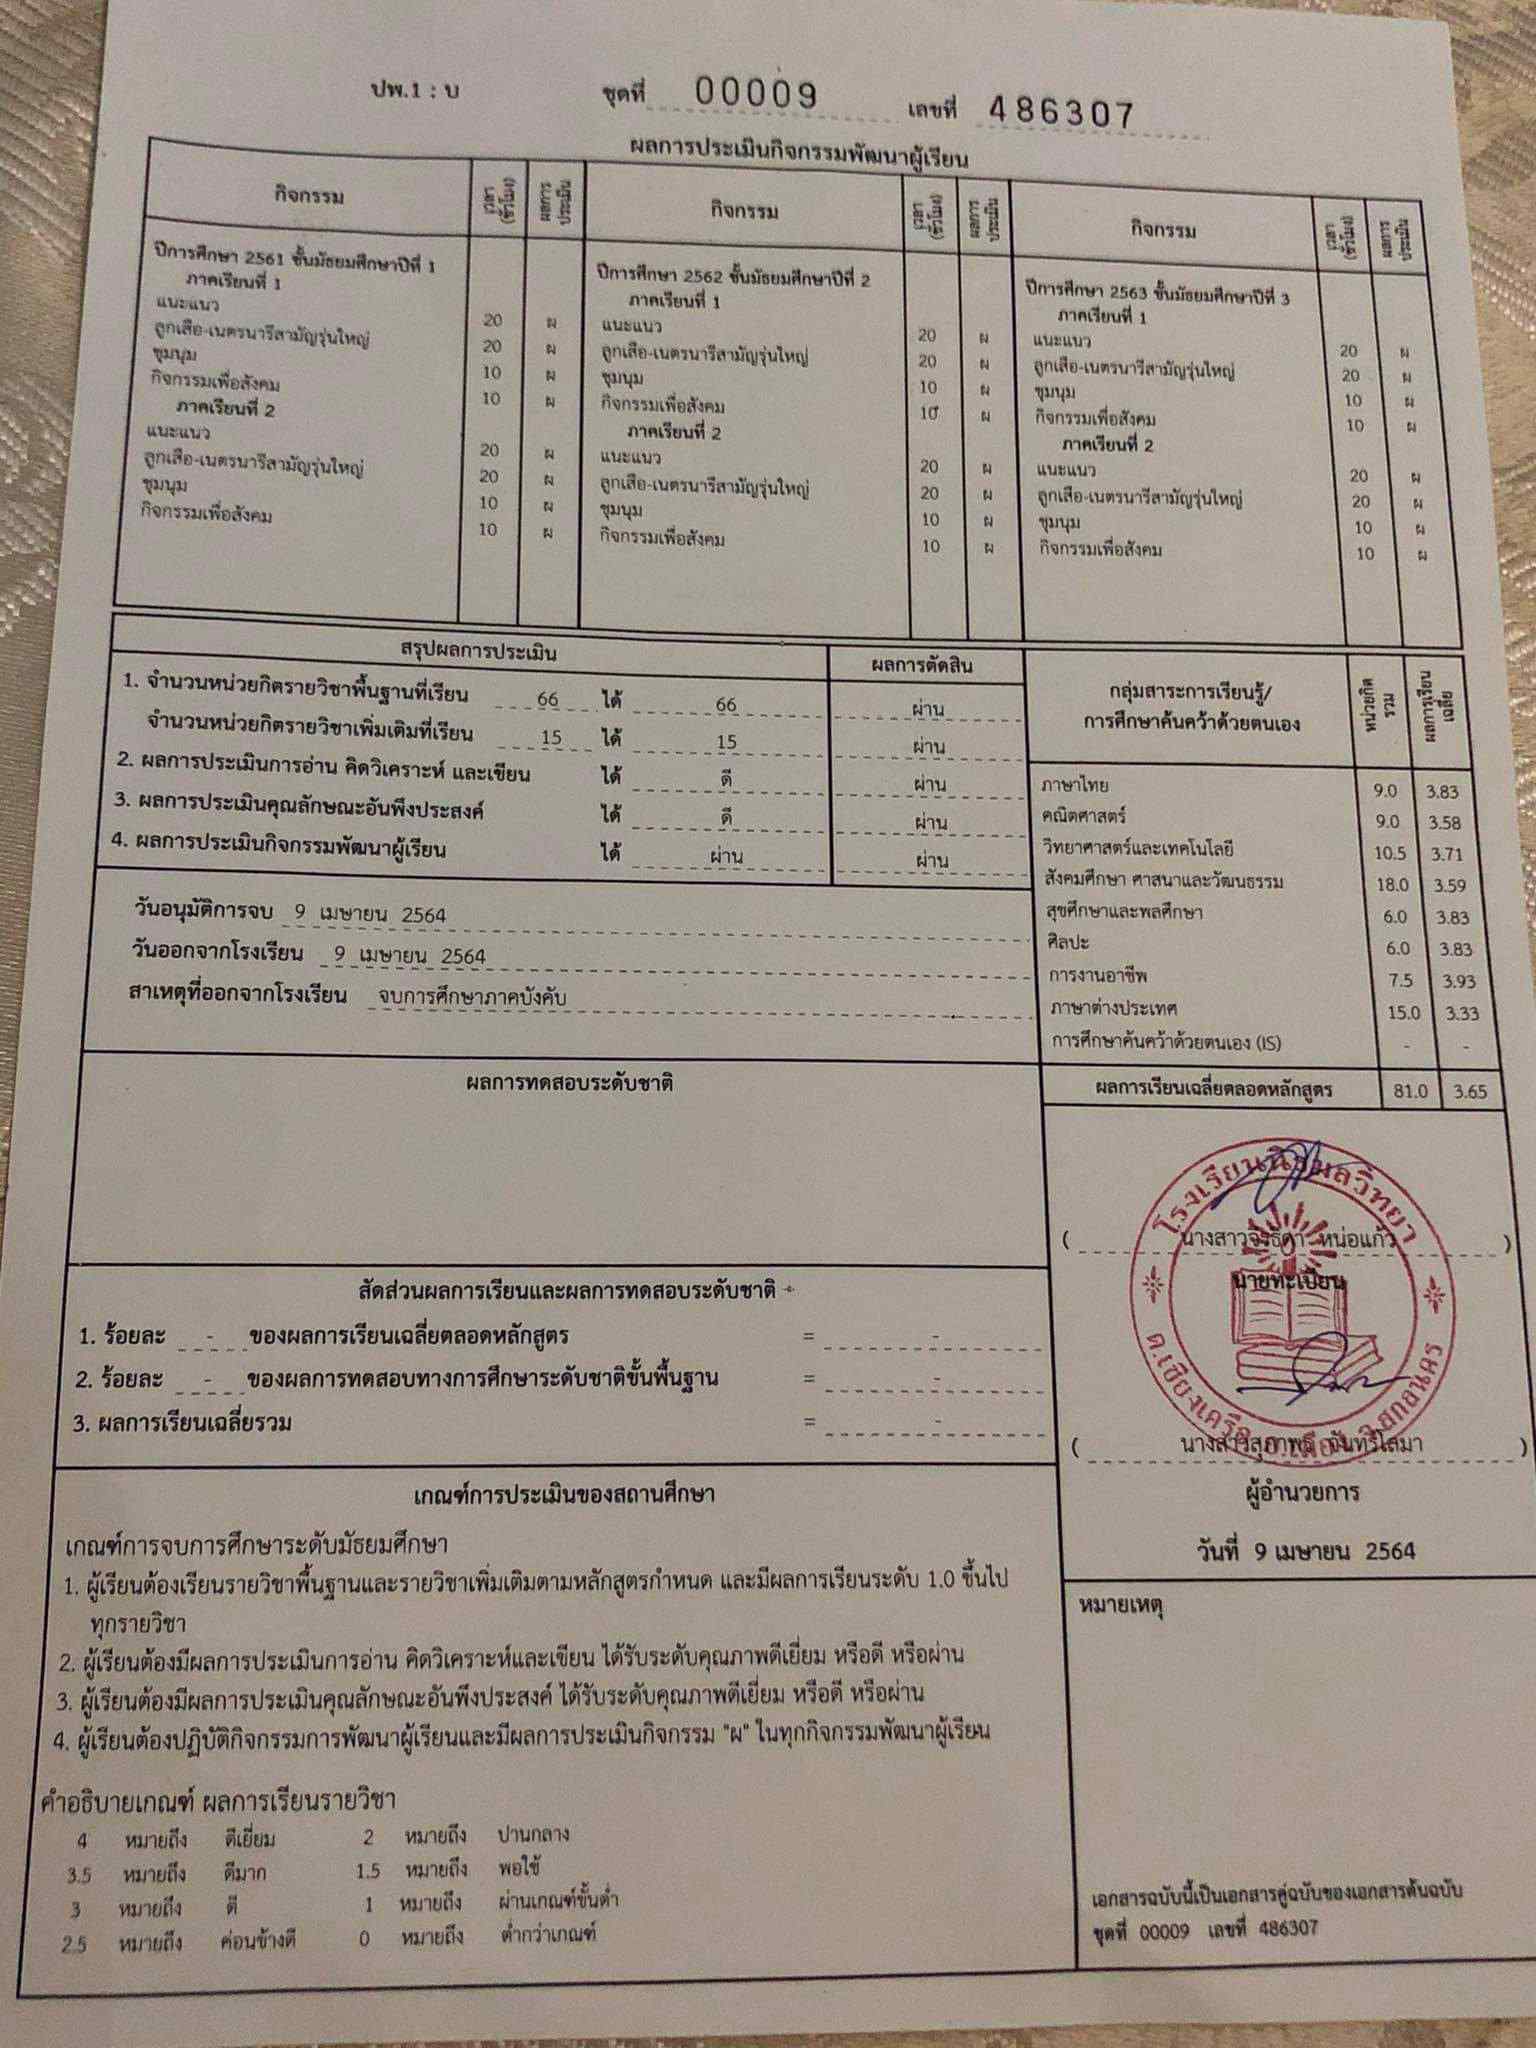 ปพ.1 : บ ชุดที่ 00009 เลขที่ 486307
ผลการประเมินกิจกรรมพัฒนาผู้เรียน
กิจกรรม เวลา (ชั่วโมง) ผลการประเมิน กิจกรรม เวลา (ชั่วโมง) ผลการประเมิน กิจกรรม เวลา (ชั่วโมง) ผลการประเมิน
ปีการศึกษา 2561 ชั้นมัธยมศึกษาปีที่ 1
ภาคเรียนที่ 1
แนะแนว 20 ผ
ลูกเสือ-เนตรนารีสามัญรุ่นใหญ่ 20 ผ
ชุมนุม 10 ผ
กิจกรรมเพื่อสังคม 10 ผ
ภาคเรียนที่ 2
แนะแนว 20 ผ
ลูกเสือ-เนตรนารีสามัญรุ่นใหญ่ 20 ผ
ชุมนุม 10 ผ
กิจกรรมเพื่อสังคม 10 ผ
ปีการศึกษา 2562 ชั้นมัธยมศึกษาปีที่ 2
ภาคเรียนที่ 1
แนะแนว 20 ผ
ลูกเสือ-เนตรนารีสามัญรุ่นใหญ่ 20 ผ
ชุมนุม 10 ผ
กิจกรรมเพื่อสังคม 10 ผ
ภาคเรียนที่ 2
แนะแนว 20 ผ
ลูกเสือ-เนตรนารีสามัญรุ่นใหญ่ 20 ผ
ชุมนุม 10 ผ
กิจกรรมเพื่อสังคม 10 ผ
ปีการศึกษา 2563 ชั้นมัธยมศึกษาปีที่ 3
ภาคเรียนที่ 1
แนะแนว 20 ผ
ลูกเสือ-เนตรนารีสามัญรุ่นใหญ่ 20 ผ
ชุมนุม 10 ผ
กิจกรรมเพื่อสังคม 10 ผ
ภาคเรียนที่ 2
แนะแนว 20 ผ
ลูกเสือ-เนตรนารีสามัญรุ่นใหญ่ 20 ผ
ชุมนุม 10 ผ
กิจกรรมเพื่อสังคม 10 ผ
สรุปผลการประเมิน ผลการตัดสิน
1. จำนวนหน่วยกิตรายวิชาพื้นฐานที่เรียน 66 ได้ 66 ผ่าน
จำนวนหน่วยกิตรายวิชาเพิ่มเติมที่เรียน 15 ได้ 15 ผ่าน
2. ผลการประเมินการอ่าน คิดวิเคราะห์ และเขียน ได้ ดี ผ่าน
3. ผลการประเมินคุณลักษณะอันพึงประสงค์ ได้ ดี ผ่าน
4. ผลการประเมินกิจกรรมพัฒนาผู้เรียน ได้ ผ่าน ผ่าน
วันอนุมัติการจบ 9 เมษายน 2564
วันออกจากโรงเรียน 9 เมษายน 2564
สาเหตุที่ออกจากโรงเรียน จบการศึกษาภาคบังคับ
กลุ่มสาระการเรียนรู้/ การศึกษาค้นคว้าด้วยตนเอง หน่วยกิตรวม ผลการเรียนเฉลี่ย
ภาษาไทย 9.0 3.83
คณิตศาสตร์ 9.0 3.58
วิทยาศาสตร์และเทคโนโลยี 10.5 3.71
สังคมศึกษา ศาสนาและวัฒนธรรม 18.0 3.59
สุขศึกษาและพลศึกษา 6.0 3.83
ศิลปะ 6.0 3.83
การงานอาชีพ 7.5 3.93
ภาษาต่างประเทศ 15.0 3.33
การศึกษาค้นคว้าด้วยตนเอง (IS) - -
ผลการเรียนเฉลี่ยตลอดหลักสูตร 81.0 3.65
ผลการทดสอบระดับชาติ
สัดส่วนผลการเรียนและผลการทดสอบระดับชาติ
1. ร้อยละ - ของผลการเรียนเฉลี่ยตลอดหลักสูตร = -
2. ร้อยละ - ของผลการทดสอบทางการศึกษาระดับชาติขั้นพื้นฐาน = -
3. ผลการเรียนเฉลี่ยรวม = -
โรงเรียนนิรมลวิทยา
ต.เชียงเครือ อ.เมือง จ.สกลนคร
(นางสาวจิรธิดา หน่อแก้ว)
นายทะเบียน
(นางสาวสุภาพร จันทรโสมา)
ผู้อำนวยการ
วันที่ 9 เมษายน 2564
เกณฑ์การประเมินของสถานศึกษา
เกณฑ์การจบการศึกษาระดับมัธยมศึกษา
1. ผู้เรียนต้องเรียนรายวิชาพื้นฐานและรายวิชาเพิ่มเติมตามหลักสูตรกำหนด และมีผลการเรียนระดับ 1.0 ขึ้นไป
ทุกรายวิชา
2. ผู้เรียนต้องมีผลการประเมินการอ่าน คิดวิเคราะห์และเขียน ได้รับระดับคุณภาพดีเยี่ยม หรือดี หรือผ่าน
3. ผู้เรียนต้องมีผลการประเมินคุณลักษณะอันพึงประสงค์ ได้รับระดับคุณภาพดีเยี่ยม หรือดี หรือผ่าน
4. ผู้เรียนต้องปฏิบัติกิจกรรมการพัฒนาผู้เรียนและมีผลการประเมินกิจกรรม "ผ" ในทุกกิจกรรมพัฒนาผู้เรียน
คำอธิบายเกณฑ์ ผลการเรียนรายวิชา
4 หมายถึง ดีเยี่ยม 2 หมายถึง ปานกลาง
3.5 หมายถึง ดีมาก 1.5 หมายถึง พอใช้
3 หมายถึง ดี 1 หมายถึง ผ่านเกณฑ์ขั้นต่ำ
2.5 หมายถึง ค่อนข้างดี 0 หมายถึง ต่ำกว่าเกณฑ์
หมายเหตุ
เอกสารฉบับนี้เป็นเอกสารคู่ฉบับของเอกสารต้นฉบับ
ชุดที่ 00009 เลขที่ 486307